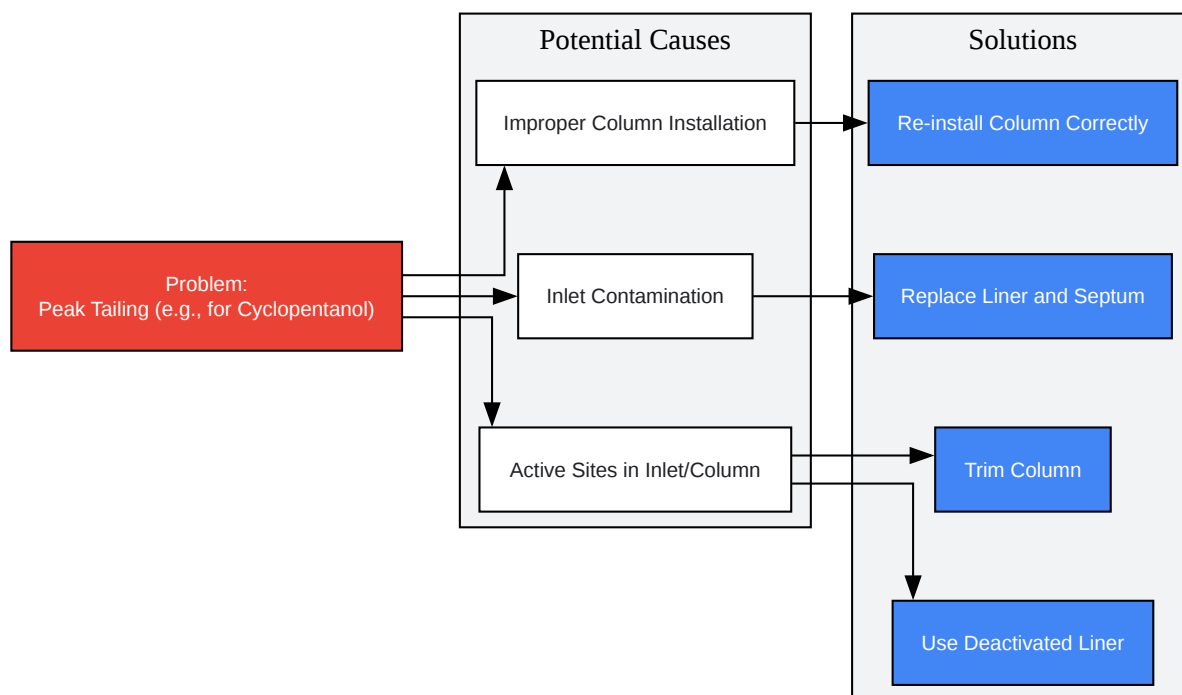 Potential Causes
Solutions
Improper Column Installation
Re-install Column Correctly
Problem:
Peak Tailing (e.g., for Cyclopentanol)
Inlet Contamination
Replace Liner and Septum
Active Sites in Inlet/Column
Trim Column
Use Deactivated Liner